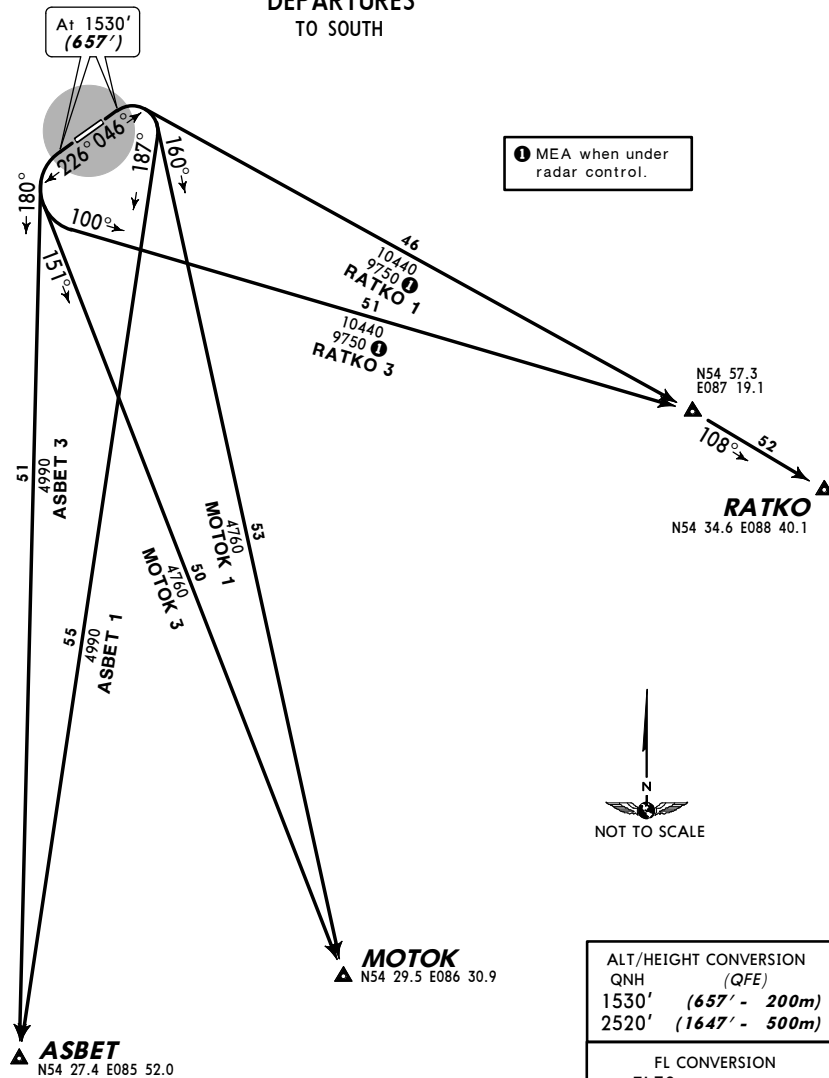 DEPARTURES
TO SOUTH
At 1530'
(657')
226° 046°
187°
160°
180°
100°
151°
❶ MEA when under
radar control.
46
10440
9750 ❶
RATKO 1
51
10440
9750 ❶
RATKO 3
N54 57.3
E087 19.1
108°
52
RATKO
N54 34.6 E088 40.1
51
4990
ASBET 3
55
4990
ASBET 1
50
4760
MOTOK 3
53
4760
MOTOK 1
N
NOT TO SCALE
MOTOK
N54 29.5 E086 30.9
ASBET
N54 27.4 E085 52.0
ALT/HEIGHT CONVERSION
QNH (QFE)
1530' (657' - 200m)
2520' (1647' - 500m)
FL CONVERSION